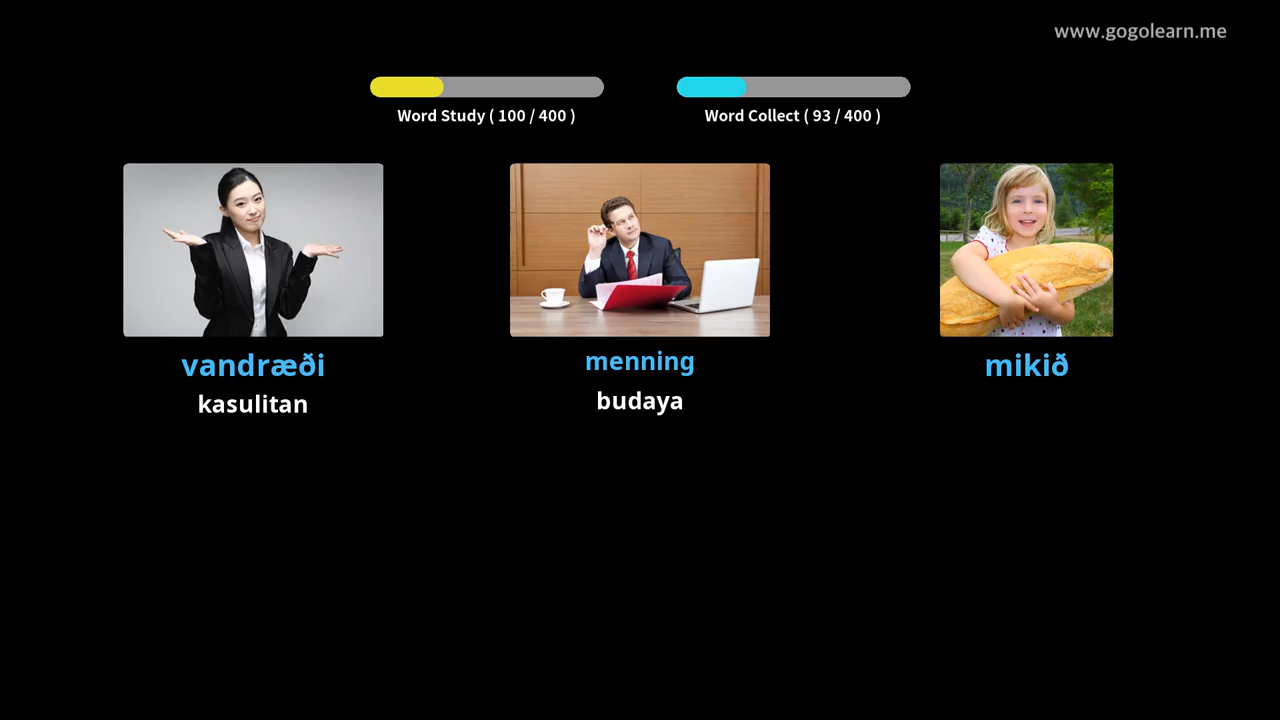 www.gogolearn.me
Word Study ( 100 / 400 )
Word Collect ( 93 / 400 )
vandræði
kasulitan
menning
budaya
mikið